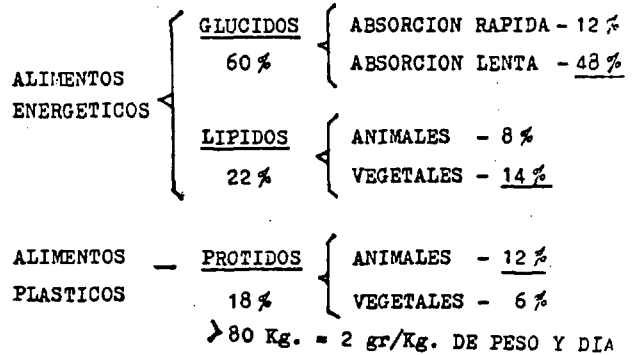 GLUCIDOS ABSORCION RAPIDA - 12 %
60 % ABSORCION LENTA - 48 %
ALIMENTOS
ENERGETICOS
LIPIDOS ANIMALES - 8 %
22 % VEGETALES - 14 %
ALIMENTOS — PROTIDOS ANIMALES - 12 %
PLASTICOS 18 % VEGETALES - 6 %
>80 Kg. = 2 gr/Kg. DE PESO Y DIA